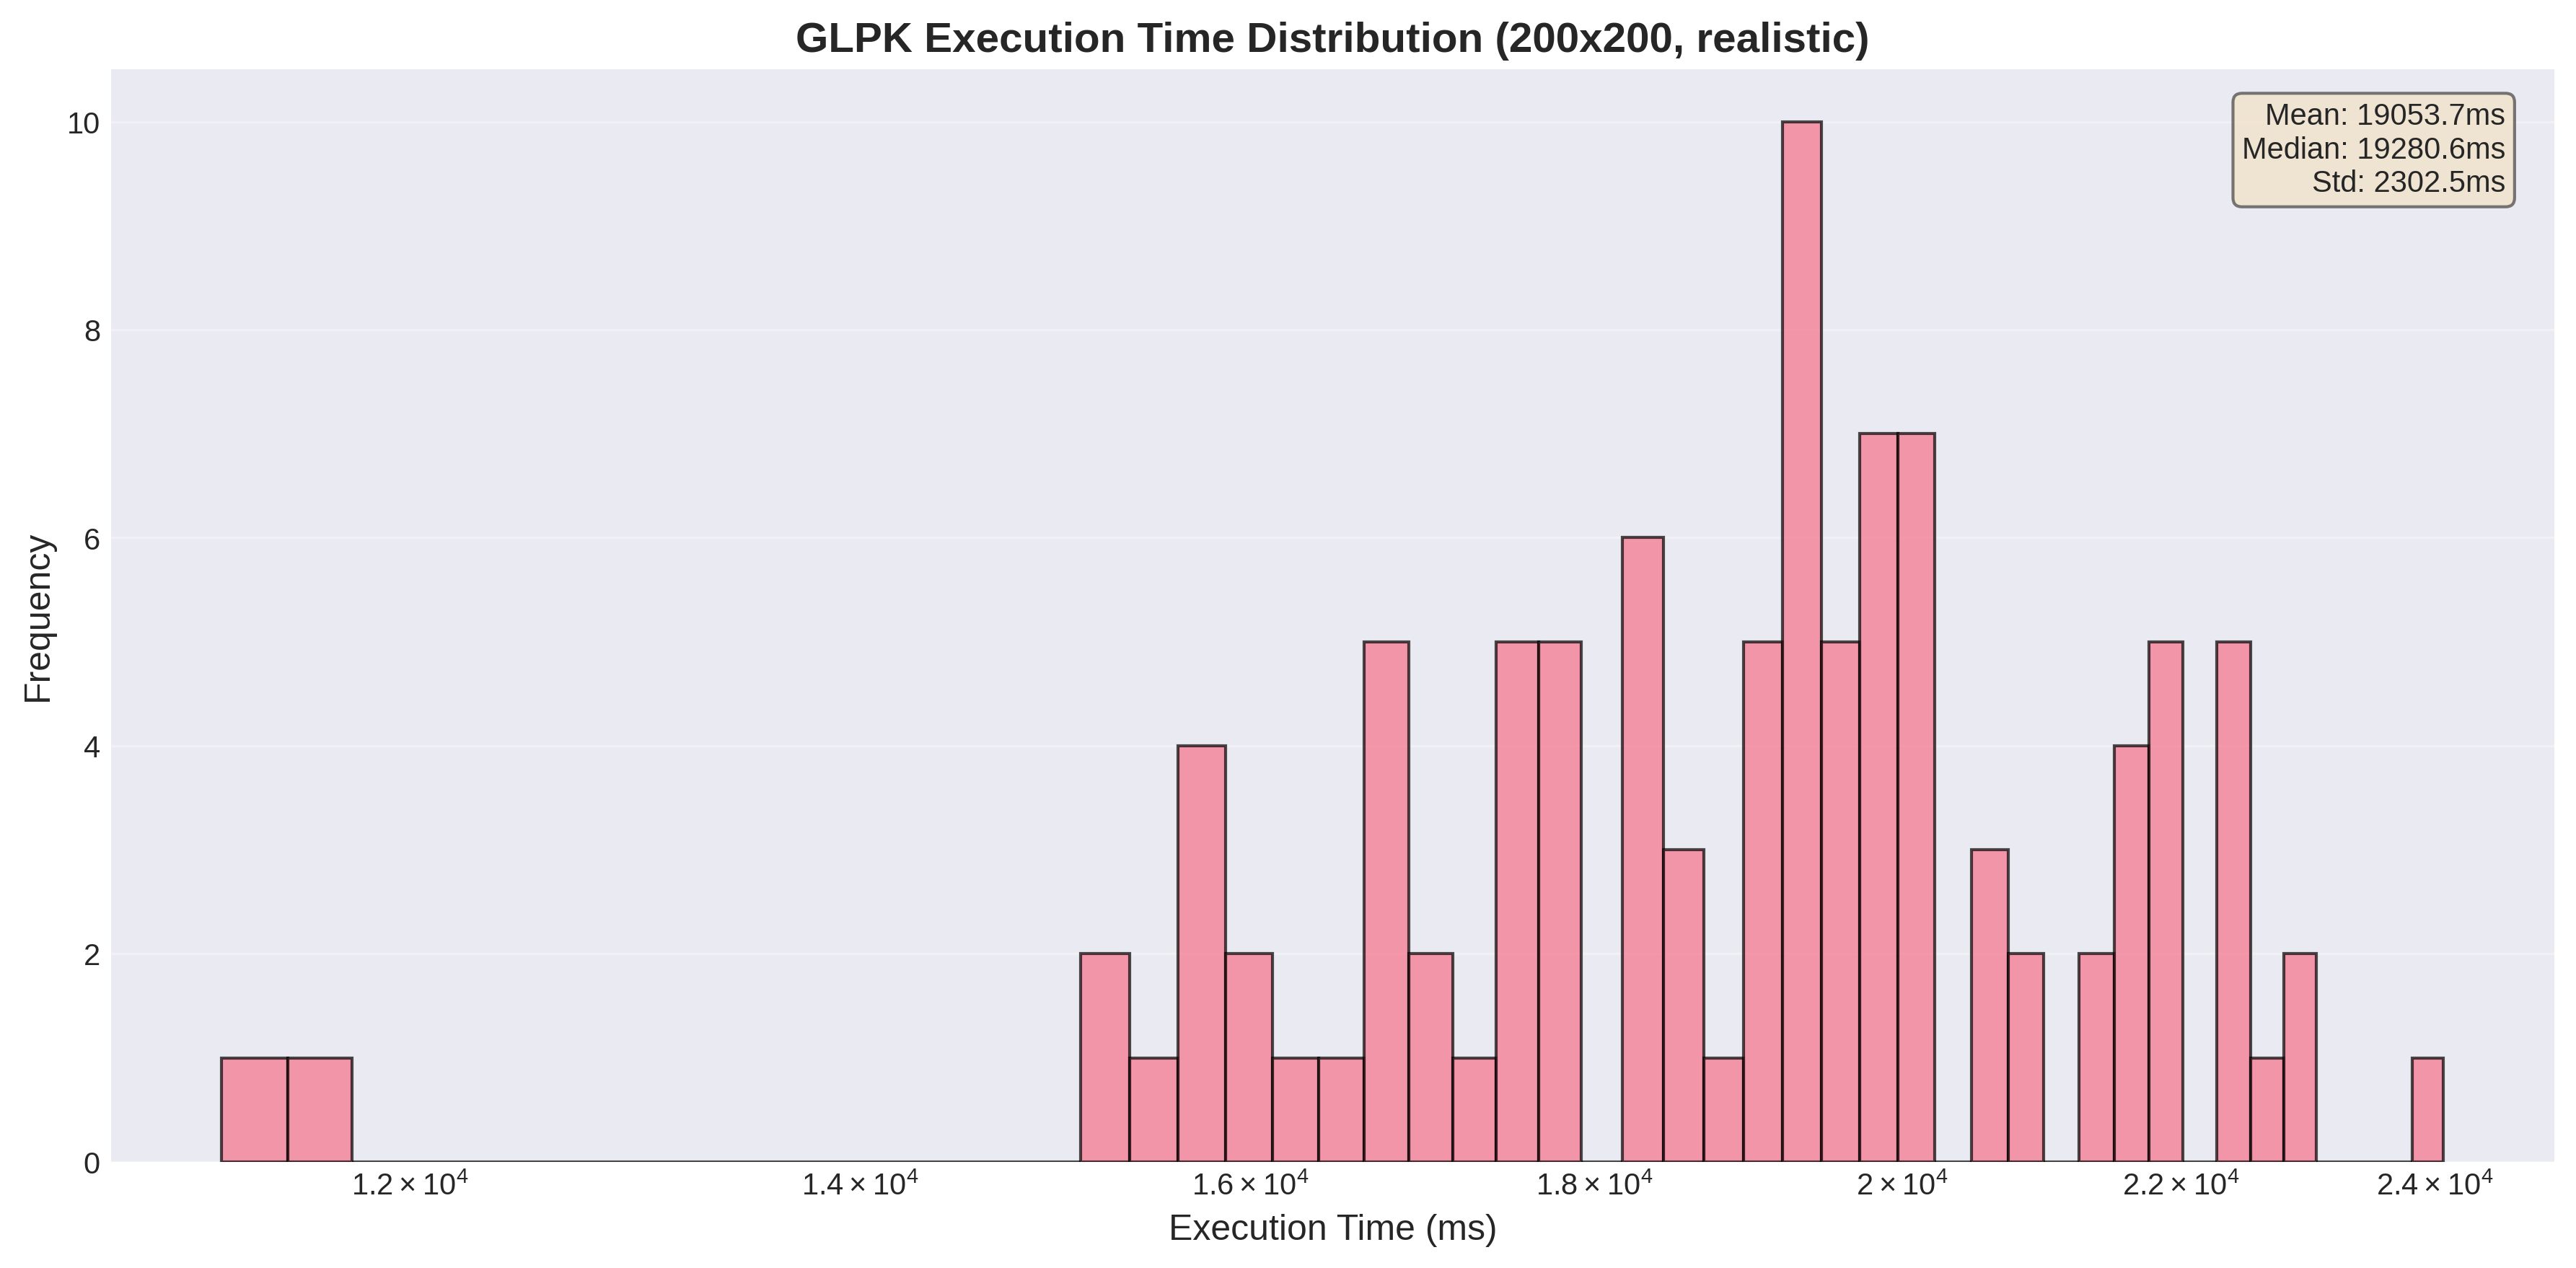 GLPK Execution Time Distribution (200x200, realistic)
Mean: 19053.7ms
Median: 19280.6ms
Std: 2302.5ms
Frequency
10
8
6
4
2
0
1.2 × 10⁴
1.4 × 10⁴
1.6 × 10⁴
1.8 × 10⁴
2 × 10⁴
2.2 × 10⁴
2.4 × 10⁴
Execution Time (ms)